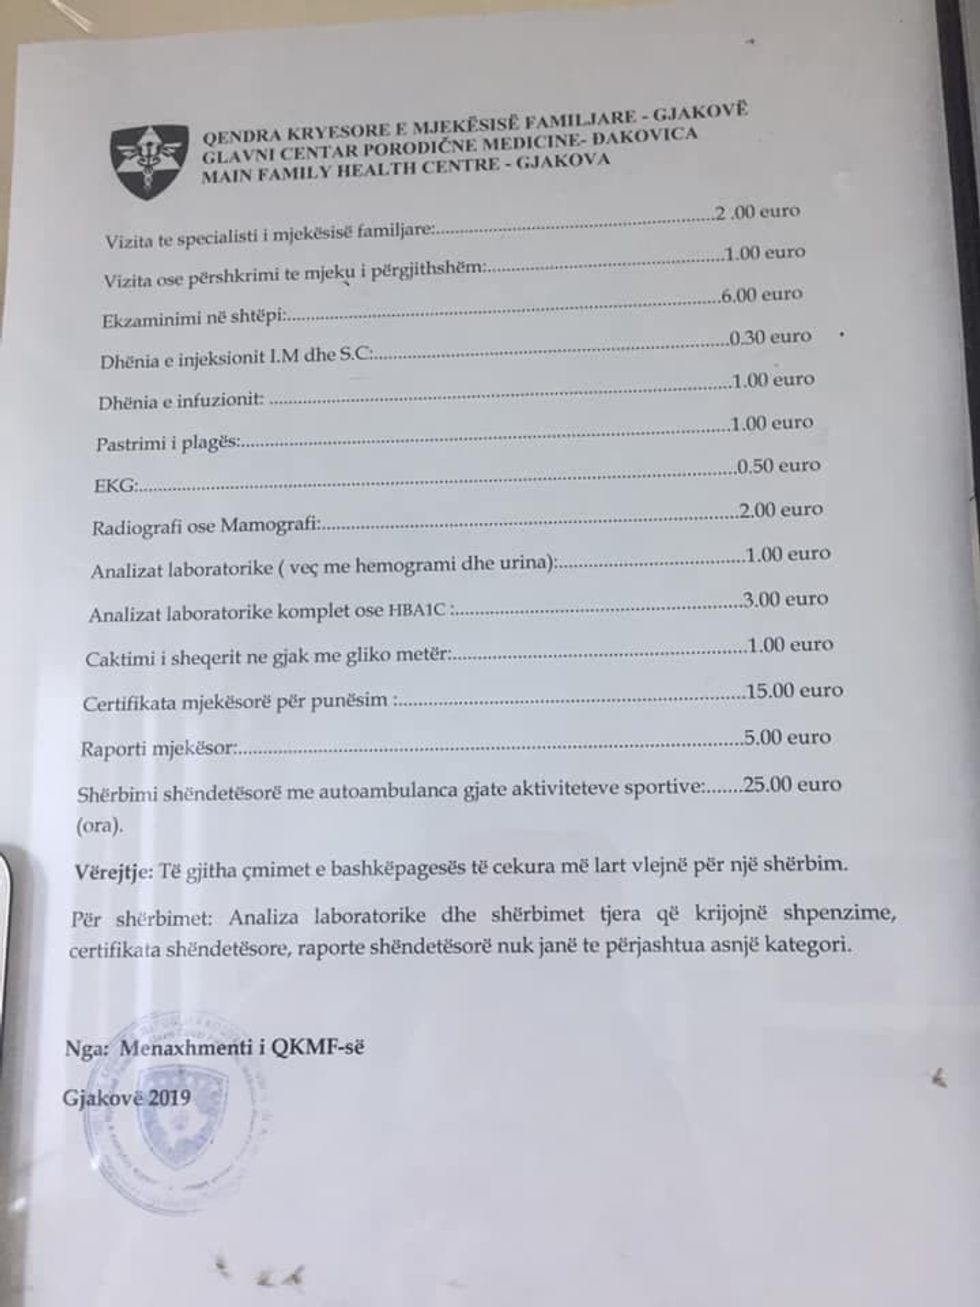 QENDRA KRYESORE E MJEKËSISË FAMILJARE - GJAKOVË
GLAVNI CENTAR PORODIČNE MEDICINE- ĐAKOVICA
MAIN FAMILY HEALTH CENTRE - GJAKOVA
Vizita te specialisti i mjekësisë familjare:..........................................2 .00 euro
Vizita ose përshkrimi te mjeku i përgjithshëm:....................................1.00 euro
Ekzaminimi në shtëpi:..................................................................6.00 euro
Dhënia e injeksionit I.M dhe S.C:.....................................................0.30 euro
Dhënia e infuzionit: .....................................................................1.00 euro
Pastrimi i plagës:.........................................................................1.00 euro
EKG:..........................................................................................0.50 euro
Radiografi ose Mamografi:..............................................................2.00 euro
Analizat laboratorike ( veç me hemogrami dhe urina):............................1.00 euro
Analizat laboratorike komplet ose HBA1C :..........................................3.00 euro
Caktimi i sheqerit ne gjak me gliko metër:...........................................1.00 euro
Certifikata mjekësorë për punësim :...................................................15.00 euro
Raporti mjekësor:.........................................................................5.00 euro
Shërbimi shëndetësorë me autoambulanca gjate aktiviteteve sportive:.......25.00 euro
(ora).
Vërejtje: Të gjitha çmimet e bashkëpagesës të cekura më lart vlejnë për një shërbim.
Për shërbimet: Analiza laboratorike dhe shërbimet tjera që krijojnë shpenzime,
certifikata shëndetësore, raporte shëndetësorë nuk janë te përjashtua asnjë kategori.
Nga: Menaxhmenti i QKMF-së
Gjakovë 2019